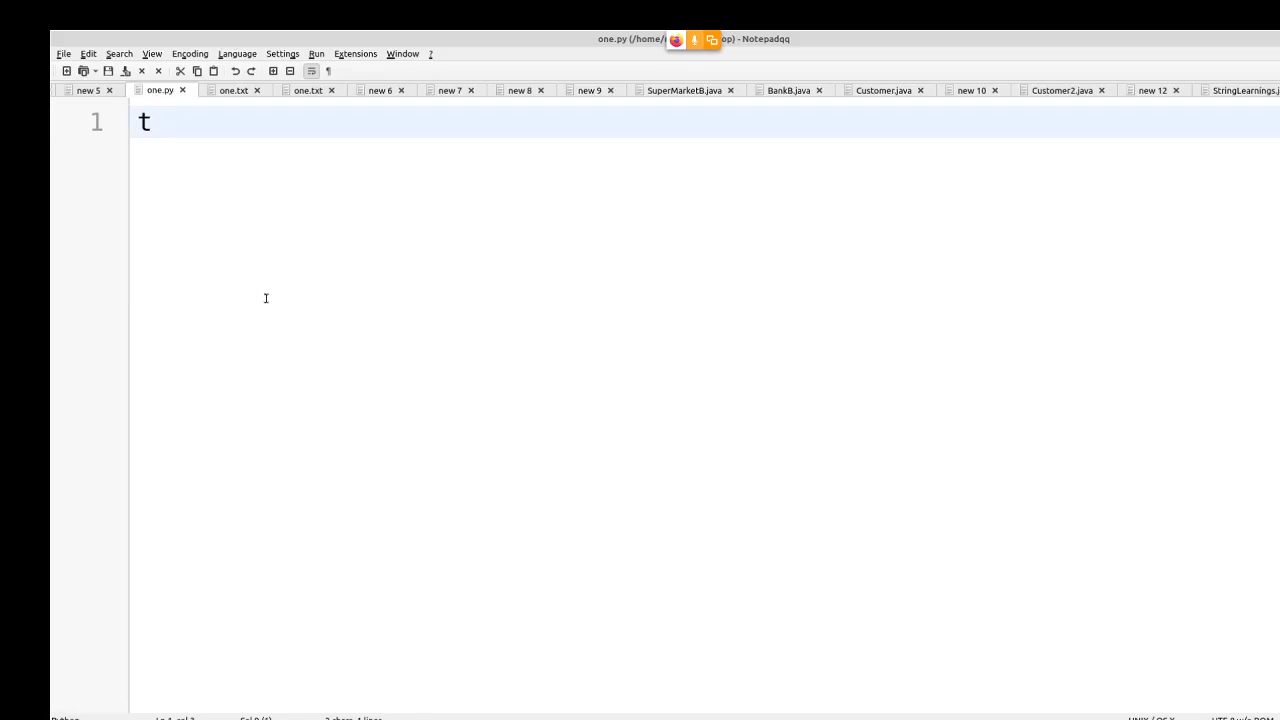 one.py (/home/ op) - Notepadqq
File Edit Search View Encoding Language Settings Run Extensions Window ?
new 5 one.py one.txt one.txt new 6 new 7 new 8 new 9 SuperMarketB.java BankB.java Customer.java new 10 Customer2.java new 12 StringLearnings.j
1 t